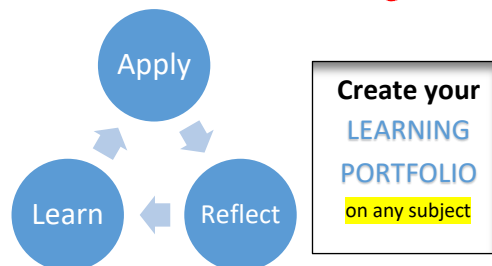 Apply
Learn
Reflect
Create your
LEARNING
PORTFOLIO
on any subject